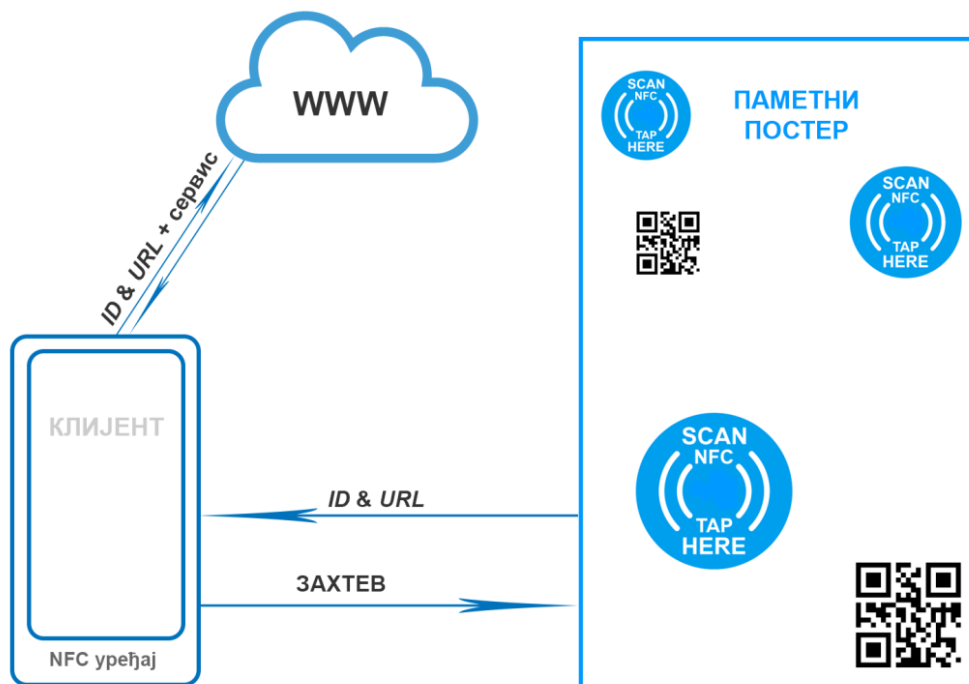 WWW
ID & URL + сервис
КЛИЈЕНТ
NFC уређај
ID & URL
ЗАХТЕВ
SCAN
NFC
TAP
HERE
ПАМЕТНИ
ПОСТЕР
SCAN
NFC
TAP
HERE
SCAN
NFC
TAP
HERE